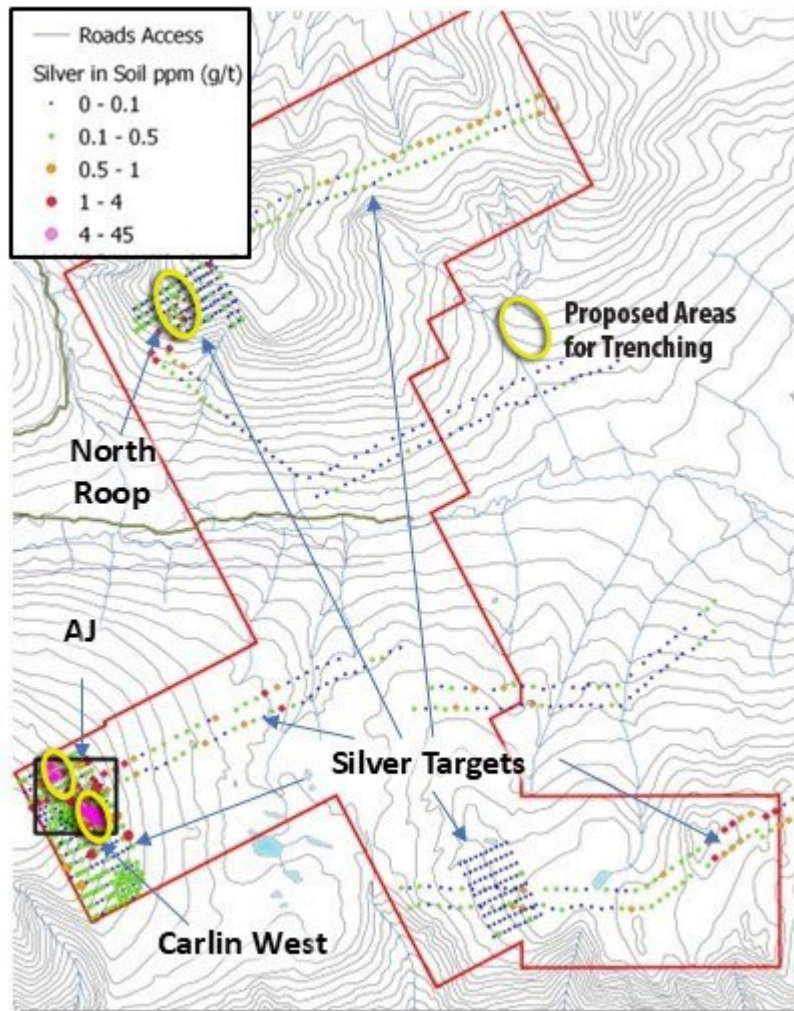 Roads Access
Silver in Soil ppm (g/t)
0 - 0.1
0.1 - 0.5
0.5 - 1
1 - 4
4 - 45
Proposed Areas
for Trenching
North
Roop
AJ
Silver Targets
Carlin West